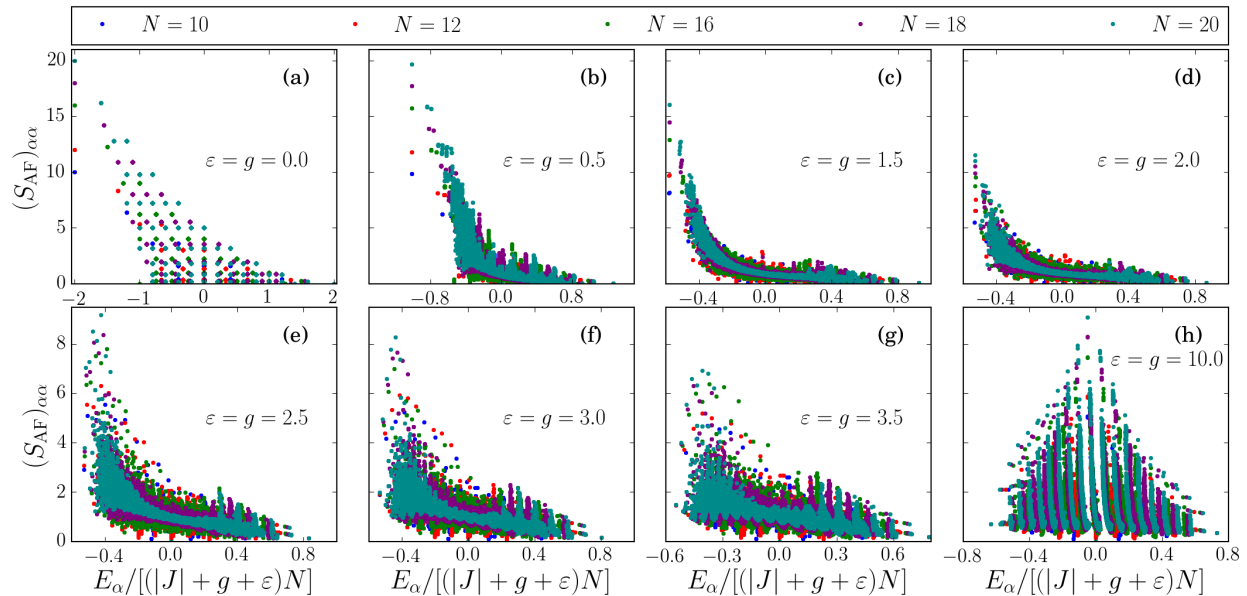 N = 10 N = 12 N = 16 N = 18 N = 20
(a) (b) (c) (d)
20
15
10
5
0
(S_AF)_αα
ε = g = 0.0 ε = g = 0.5 ε = g = 1.5 ε = g = 2.0
−2 −1 0 1 2 −0.8 0.0 0.8 −0.4 0.0 0.4 0.8 −0.4 0.0 0.4 0.8
(e) (f) (g) (h)
8
6
4
2
0
(S_AF)_αα
ε = g = 2.5 ε = g = 3.0 ε = g = 3.5 ε = g = 10.0
−0.4 0.0 0.4 0.8 −0.4 0.0 0.4 0.8 −0.6 −0.3 0.0 0.3 0.6 −0.8 −0.4 0.0 0.4 0.8
E_α/[(|J| + g + ε)N] E_α/[(|J| + g + ε)N] E_α/[(|J| + g + ε)N] E_α/[(|J| + g + ε)N]